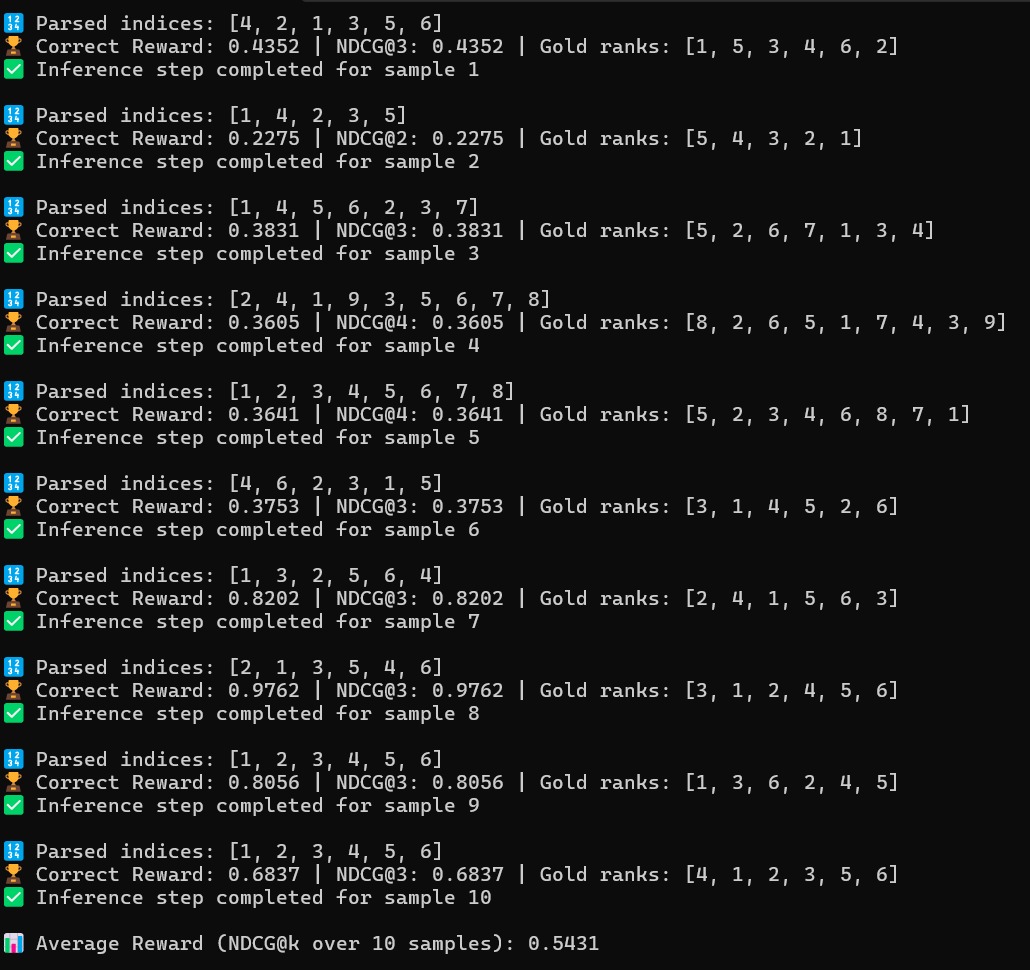 🔢 Parsed indices: [4, 2, 1, 3, 5, 6]
🏆 Correct Reward: 0.4352 | NDCG@3: 0.4352 | Gold ranks: [1, 5, 3, 4, 6, 2]
✅ Inference step completed for sample 1
🔢 Parsed indices: [1, 4, 2, 3, 5]
🏆 Correct Reward: 0.2275 | NDCG@2: 0.2275 | Gold ranks: [5, 4, 3, 2, 1]
✅ Inference step completed for sample 2
🔢 Parsed indices: [1, 4, 5, 6, 2, 3, 7]
🏆 Correct Reward: 0.3831 | NDCG@3: 0.3831 | Gold ranks: [5, 2, 6, 7, 1, 3, 4]
✅ Inference step completed for sample 3
🔢 Parsed indices: [2, 4, 1, 9, 3, 5, 6, 7, 8]
🏆 Correct Reward: 0.3605 | NDCG@4: 0.3605 | Gold ranks: [8, 2, 6, 5, 1, 7, 4, 3, 9]
✅ Inference step completed for sample 4
🔢 Parsed indices: [1, 2, 3, 4, 5, 6, 7, 8]
🏆 Correct Reward: 0.3641 | NDCG@4: 0.3641 | Gold ranks: [5, 2, 3, 4, 6, 8, 7, 1]
✅ Inference step completed for sample 5
🔢 Parsed indices: [4, 6, 2, 3, 1, 5]
🏆 Correct Reward: 0.3753 | NDCG@3: 0.3753 | Gold ranks: [3, 1, 4, 5, 2, 6]
✅ Inference step completed for sample 6
🔢 Parsed indices: [1, 3, 2, 5, 6, 4]
🏆 Correct Reward: 0.8202 | NDCG@3: 0.8202 | Gold ranks: [2, 4, 1, 5, 6, 3]
✅ Inference step completed for sample 7
🔢 Parsed indices: [2, 1, 3, 5, 4, 6]
🏆 Correct Reward: 0.9762 | NDCG@3: 0.9762 | Gold ranks: [3, 1, 2, 4, 5, 6]
✅ Inference step completed for sample 8
🔢 Parsed indices: [1, 2, 3, 4, 5, 6]
🏆 Correct Reward: 0.8056 | NDCG@3: 0.8056 | Gold ranks: [1, 3, 6, 2, 4, 5]
✅ Inference step completed for sample 9
🔢 Parsed indices: [1, 2, 3, 4, 5, 6]
🏆 Correct Reward: 0.6837 | NDCG@3: 0.6837 | Gold ranks: [4, 1, 2, 3, 5, 6]
✅ Inference step completed for sample 10
📊 Average Reward (NDCG@k over 10 samples): 0.5431